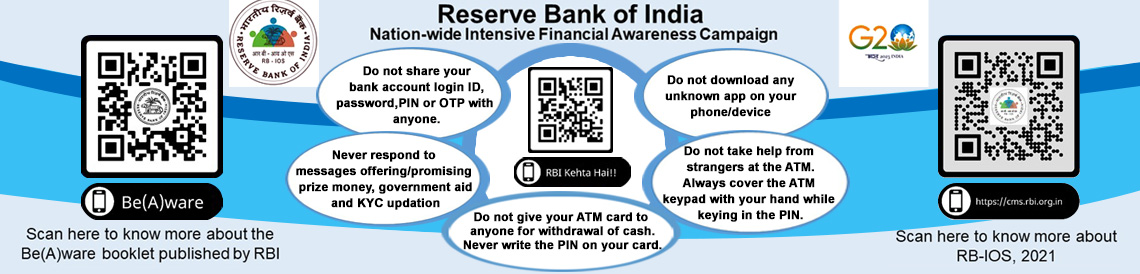 Reserve Bank of India
Nation-wide Intensive Financial Awareness Campaign
भारतीय रिज़र्व बैंक
आर बी - आय ओ एस
RB - IOS
RESERVE BANK OF INDIA
G20
भारत 2023 INDIA
Be(A)ware
Scan here to know more about the
Be(A)ware booklet published by RBI
Do not share your
bank account login ID,
password,PIN or OTP with
anyone.
Never respond to
messages offering/promising
prize money, government aid
and KYC updation
RBI Kehta Hai!!
Do not give your ATM card to
anyone for withdrawal of cash.
Never write the PIN on your card.
Do not download any
unknown app on your
phone/device
Do not take help from
strangers at the ATM.
Always cover the ATM
keypad with your hand while
keying in the PIN.
https://cms.rbi.org.in
Scan here to know more about
RB-IOS, 2021